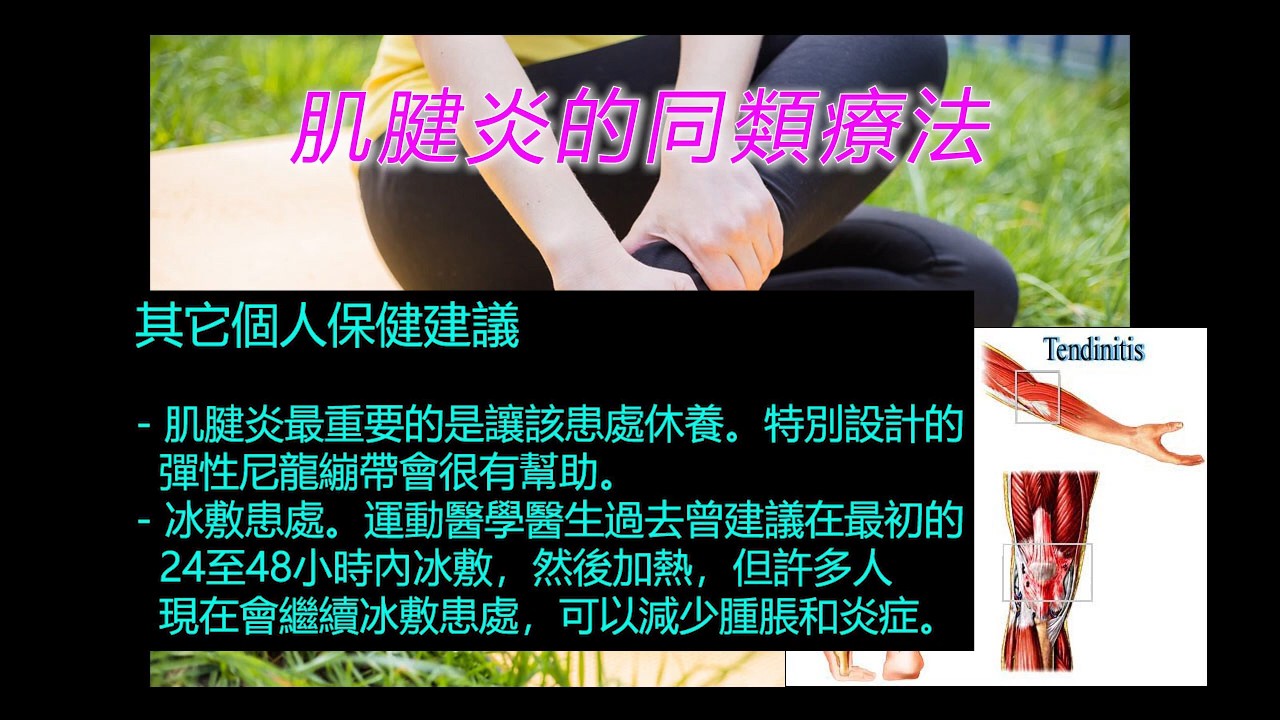 肌腱炎的同類療法
其它個人保健建議
- 肌腱炎最重要的是讓該患處休養。特別設計的
彈性尼龍繃帶會很有幫助。
- 冰敷患處。運動醫學醫生過去曾建議在最初的
24至48小時內冰敷，然後加熱，但許多人
現在會繼續冰敷患處，可以減少腫脹和炎症。
Tendinitis